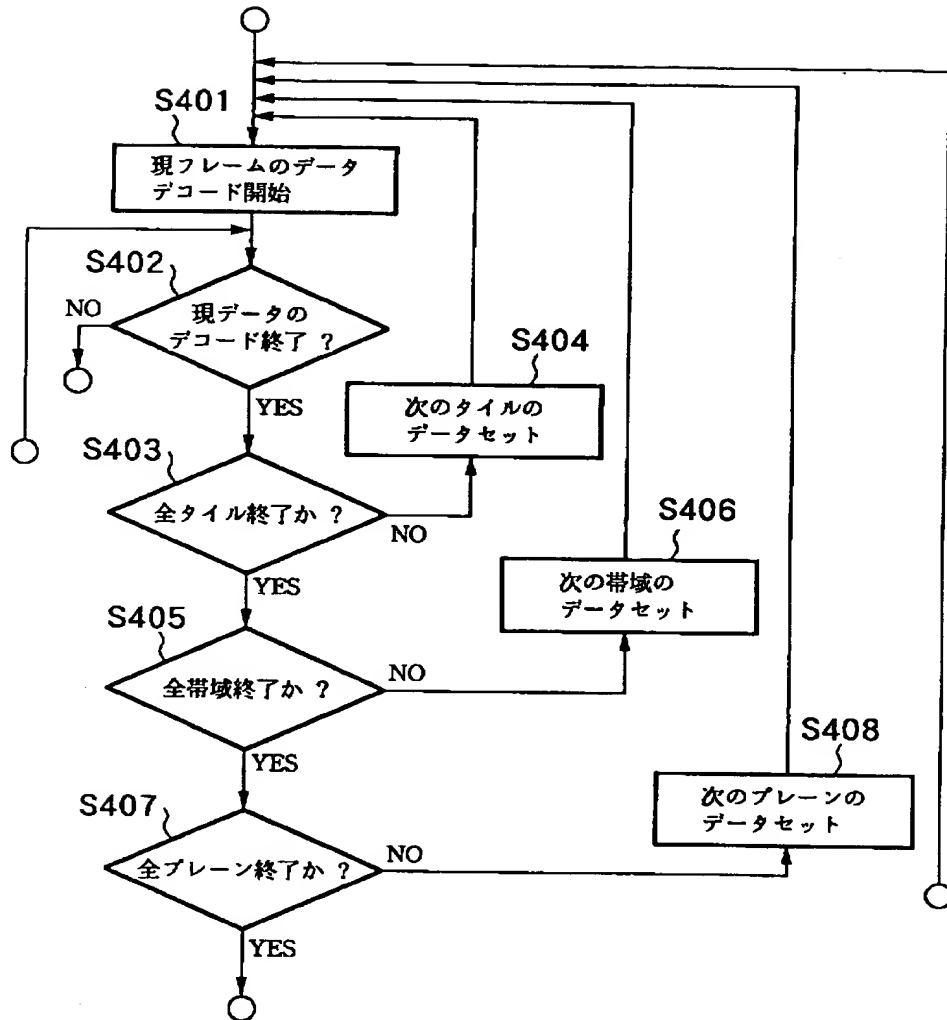 S401
現フレームのデータ
デコード開始
S402
NO
現データの
デコード終了 ?
YES
S404
次のタイルの
データセット
S403
全タイル終了か ?
NO
YES
S406
次の帯域の
データセット
S405
全帯域終了か ?
NO
YES
S408
次のプレーンの
データセット
S407
全プレーン終了か ?
NO
YES